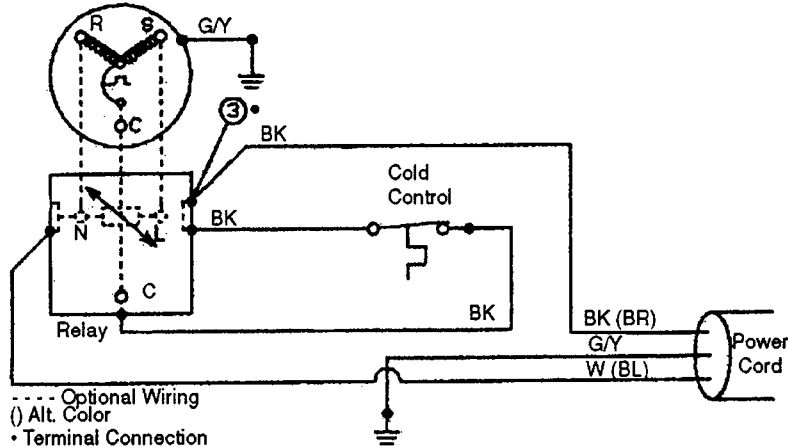 R S G/Y
3 •
C
BK
Cold
Control
BK
N L
C
BK
Relay
BK (BR)
G/Y
Power
W (BL)
Cord
- - - - Optional Wiring
() Alt. Color
• Terminal Connection